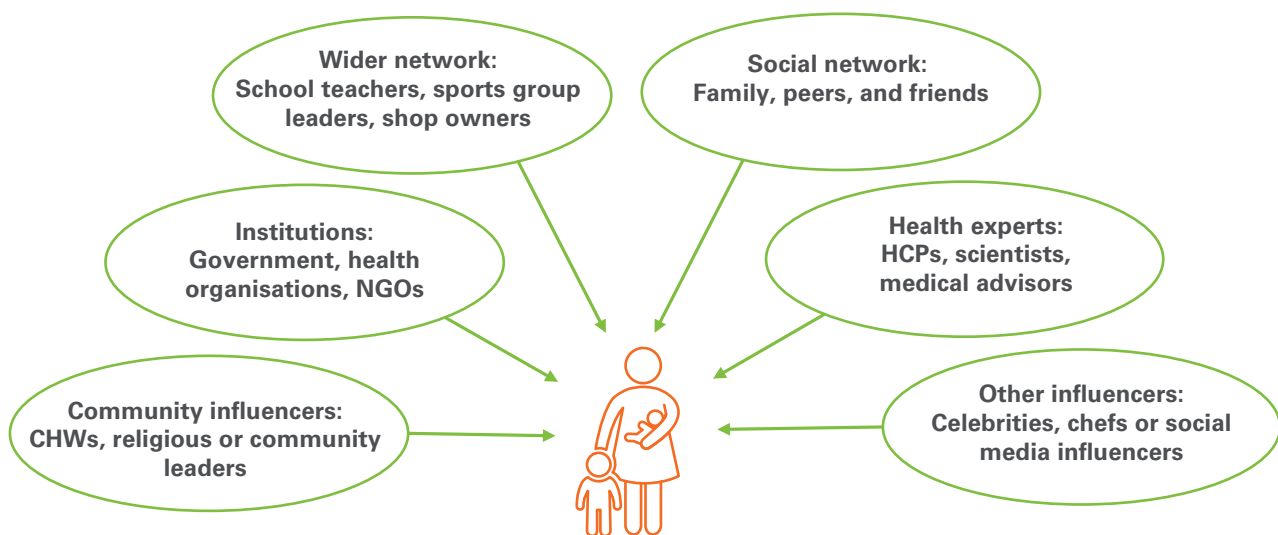 Wider network:
School teachers, sports group
leaders, shop owners
Social network:
Family, peers, and friends
Institutions:
Government, health
organisations, NGOs
Health experts:
HCPs, scientists,
medical advisors
Community influencers:
CHWs, religious or community
leaders
Other influencers:
Celebrities, chefs or social
media influencers